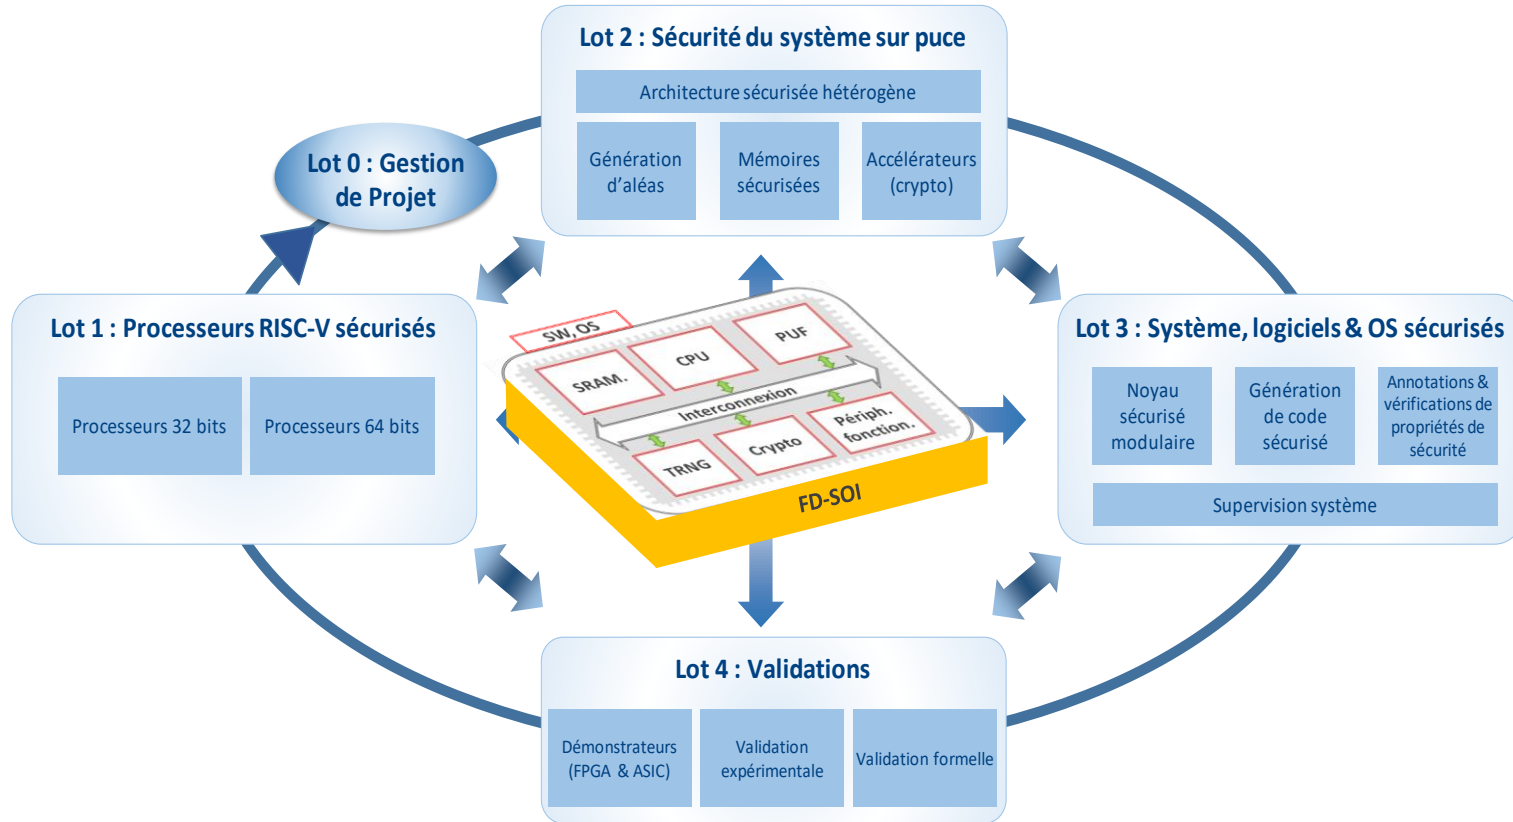 Lot 2 : Sécurité du système sur puce
Architecture sécurisée hétérogène
Génération
d'aléas
Mémoires
sécurisées
Accélérateurs
(crypto)
Lot 0 : Gestion
de Projet
Lot 1 : Processeurs RISC-V sécurisés
Processeurs 32 bits
Processeurs 64 bits
SW, OS
SRAM.
CPU
PUF
Interconnexion
TRNG
Crypto
Périph.
fonction.
FD-SOI
Lot 3 : Système, logiciels & OS sécurisés
Noyau
sécurisé
modulaire
Génération
de code
sécurisé
Annotations &
vérifications de
propriétés de
sécurité
Supervision système
Lot 4 : Validations
Démonstrateurs
(FPGA & ASIC)
Validation
expérimentale
Validation formelle